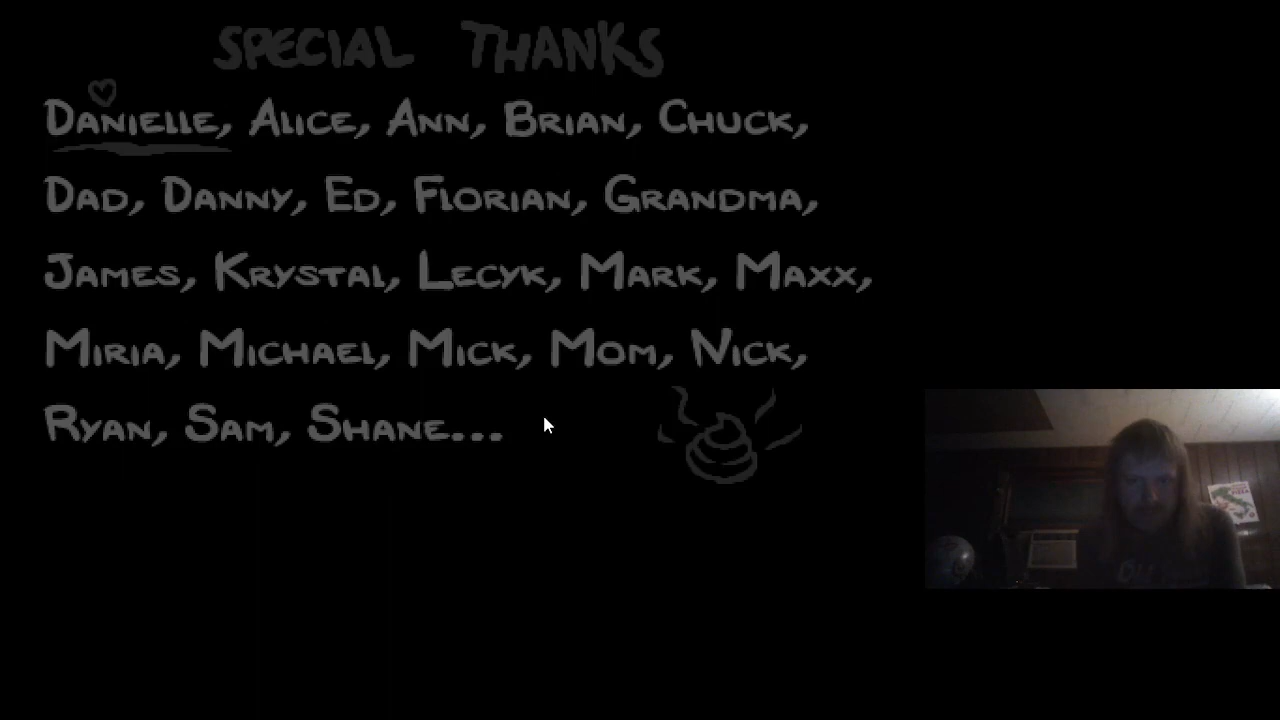 SPECIAL THANKS
DANIELLE, ALICE, ANN, BRIAN, CHUCK,
DAD, DANNY, ED, FLORIAN, GRANDMA,
JAMES, KRYSTAL, LECYK, MARK, MAXX,
MIRIA, MICHAEL, MICK, MOM, NICK,
RYAN, SAM, SHANE...
PIZZA